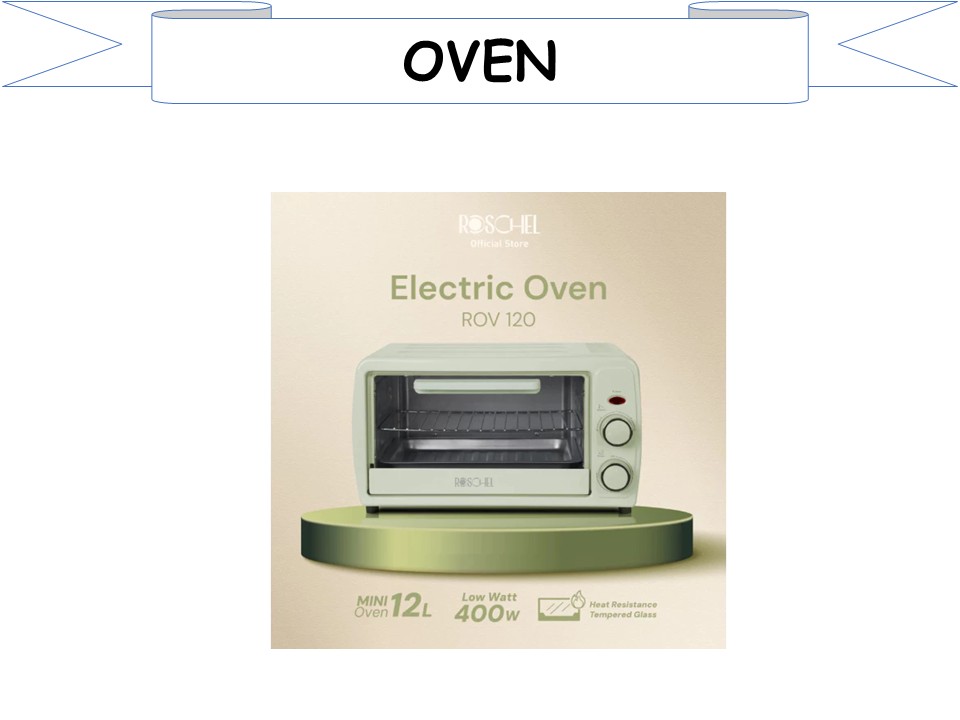 OVEN
ROSCHEL
Official Store
Electric Oven
ROV 120
ROSCHEL
MINI Oven 12L
Low Watt
400W
Heat Resistance
Tempered Glass